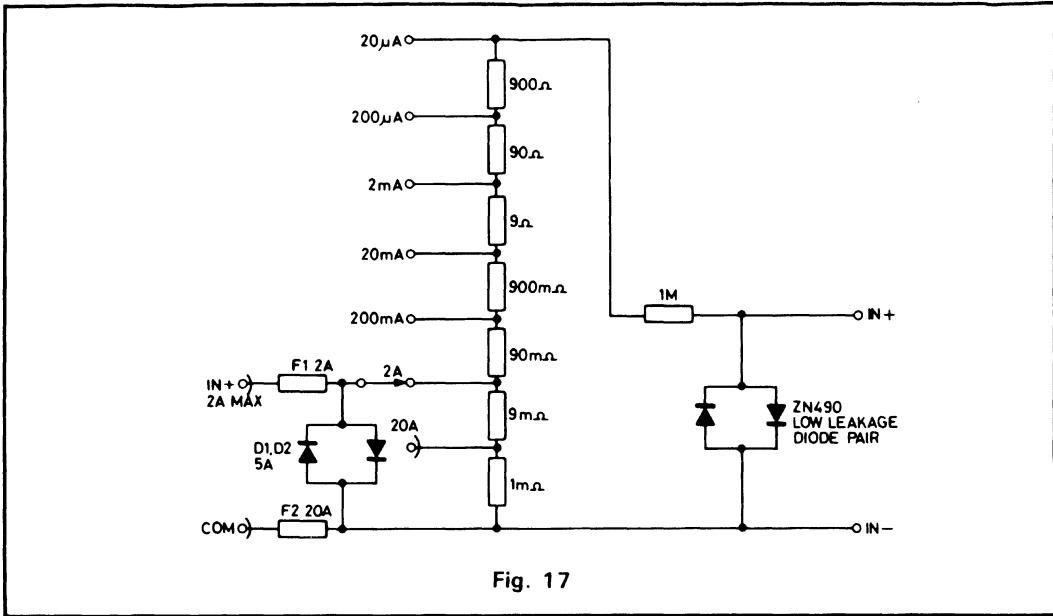 20µA
900Ω
200µA
90Ω
2mA
9Ω
20mA
900mΩ
200mA
1M
IN+
90mΩ
F1 2A
2A
IN+
2A MAX
9mΩ
20A
ZN490
LOW LEAKAGE
DIODE PAIR
D1,D2
5A
1mΩ
F2 20A
COM
IN−
Fig. 17